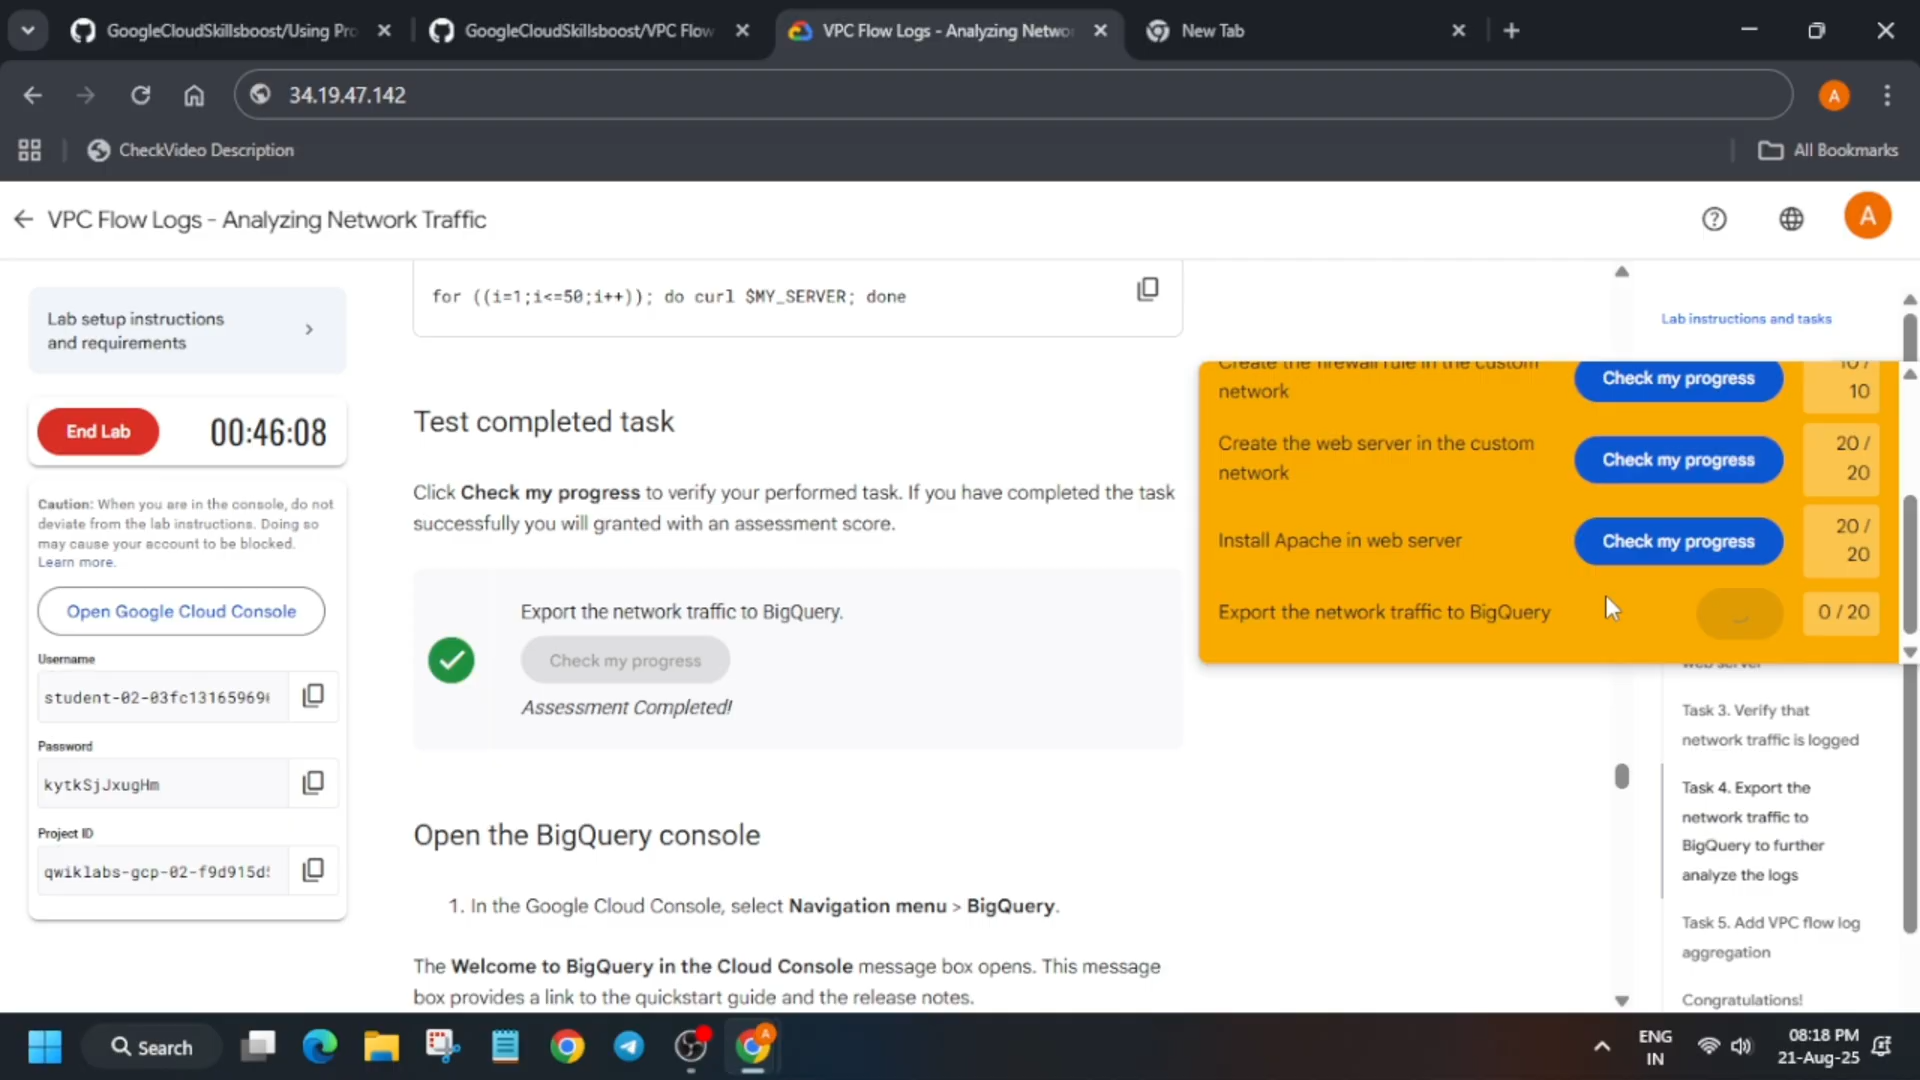 GoogleCloudSkillsboost/Using Pro
GoogleCloudSkillsboost/VPC Flow
VPC Flow Logs - Analyzing Netwo
New Tab
34.19.47.142
A
CheckVideo Description
All Bookmarks
VPC Flow Logs - Analyzing Network Traffic
A
Lab setup instructions
and requirements
End Lab
00:46:08
Caution: When you are in the console, do not
deviate from the lab instructions. Doing so
may cause your account to be blocked.
Learn more.
Open Google Cloud Console
Username
student-02-03fc13165969
Password
kytkSjJxugHm
Project ID
qwiklabs-gcp-02-f9d915d
for ((i=1;i<=50;i++)); do curl $MY_SERVER; done
Test completed task
Click Check my progress to verify your performed task. If you have completed the task
successfully you will granted with an assessment score.
Export the network traffic to BigQuery.
Check my progress
Assessment Completed!
Open the BigQuery console
1. In the Google Cloud Console, select Navigation menu > BigQuery.
The Welcome to BigQuery in the Cloud Console message box opens. This message
box provides a link to the quickstart guide and the release notes.
Lab instructions and tasks
Create the firewall rule in the custom
network
Check my progress
10 /
10
Create the web server in the custom
network
Check my progress
20 /
20
Install Apache in web server
Check my progress
20 /
20
Export the network traffic to BigQuery
0 / 20
web server
Task 3. Verify that
network traffic is logged
Task 4. Export the
network traffic to
BigQuery to further
analyze the logs
Task 5. Add VPC flow log
aggregation
Congratulations!
Search
A
ENG
IN
08:18 PM
21-Aug-25